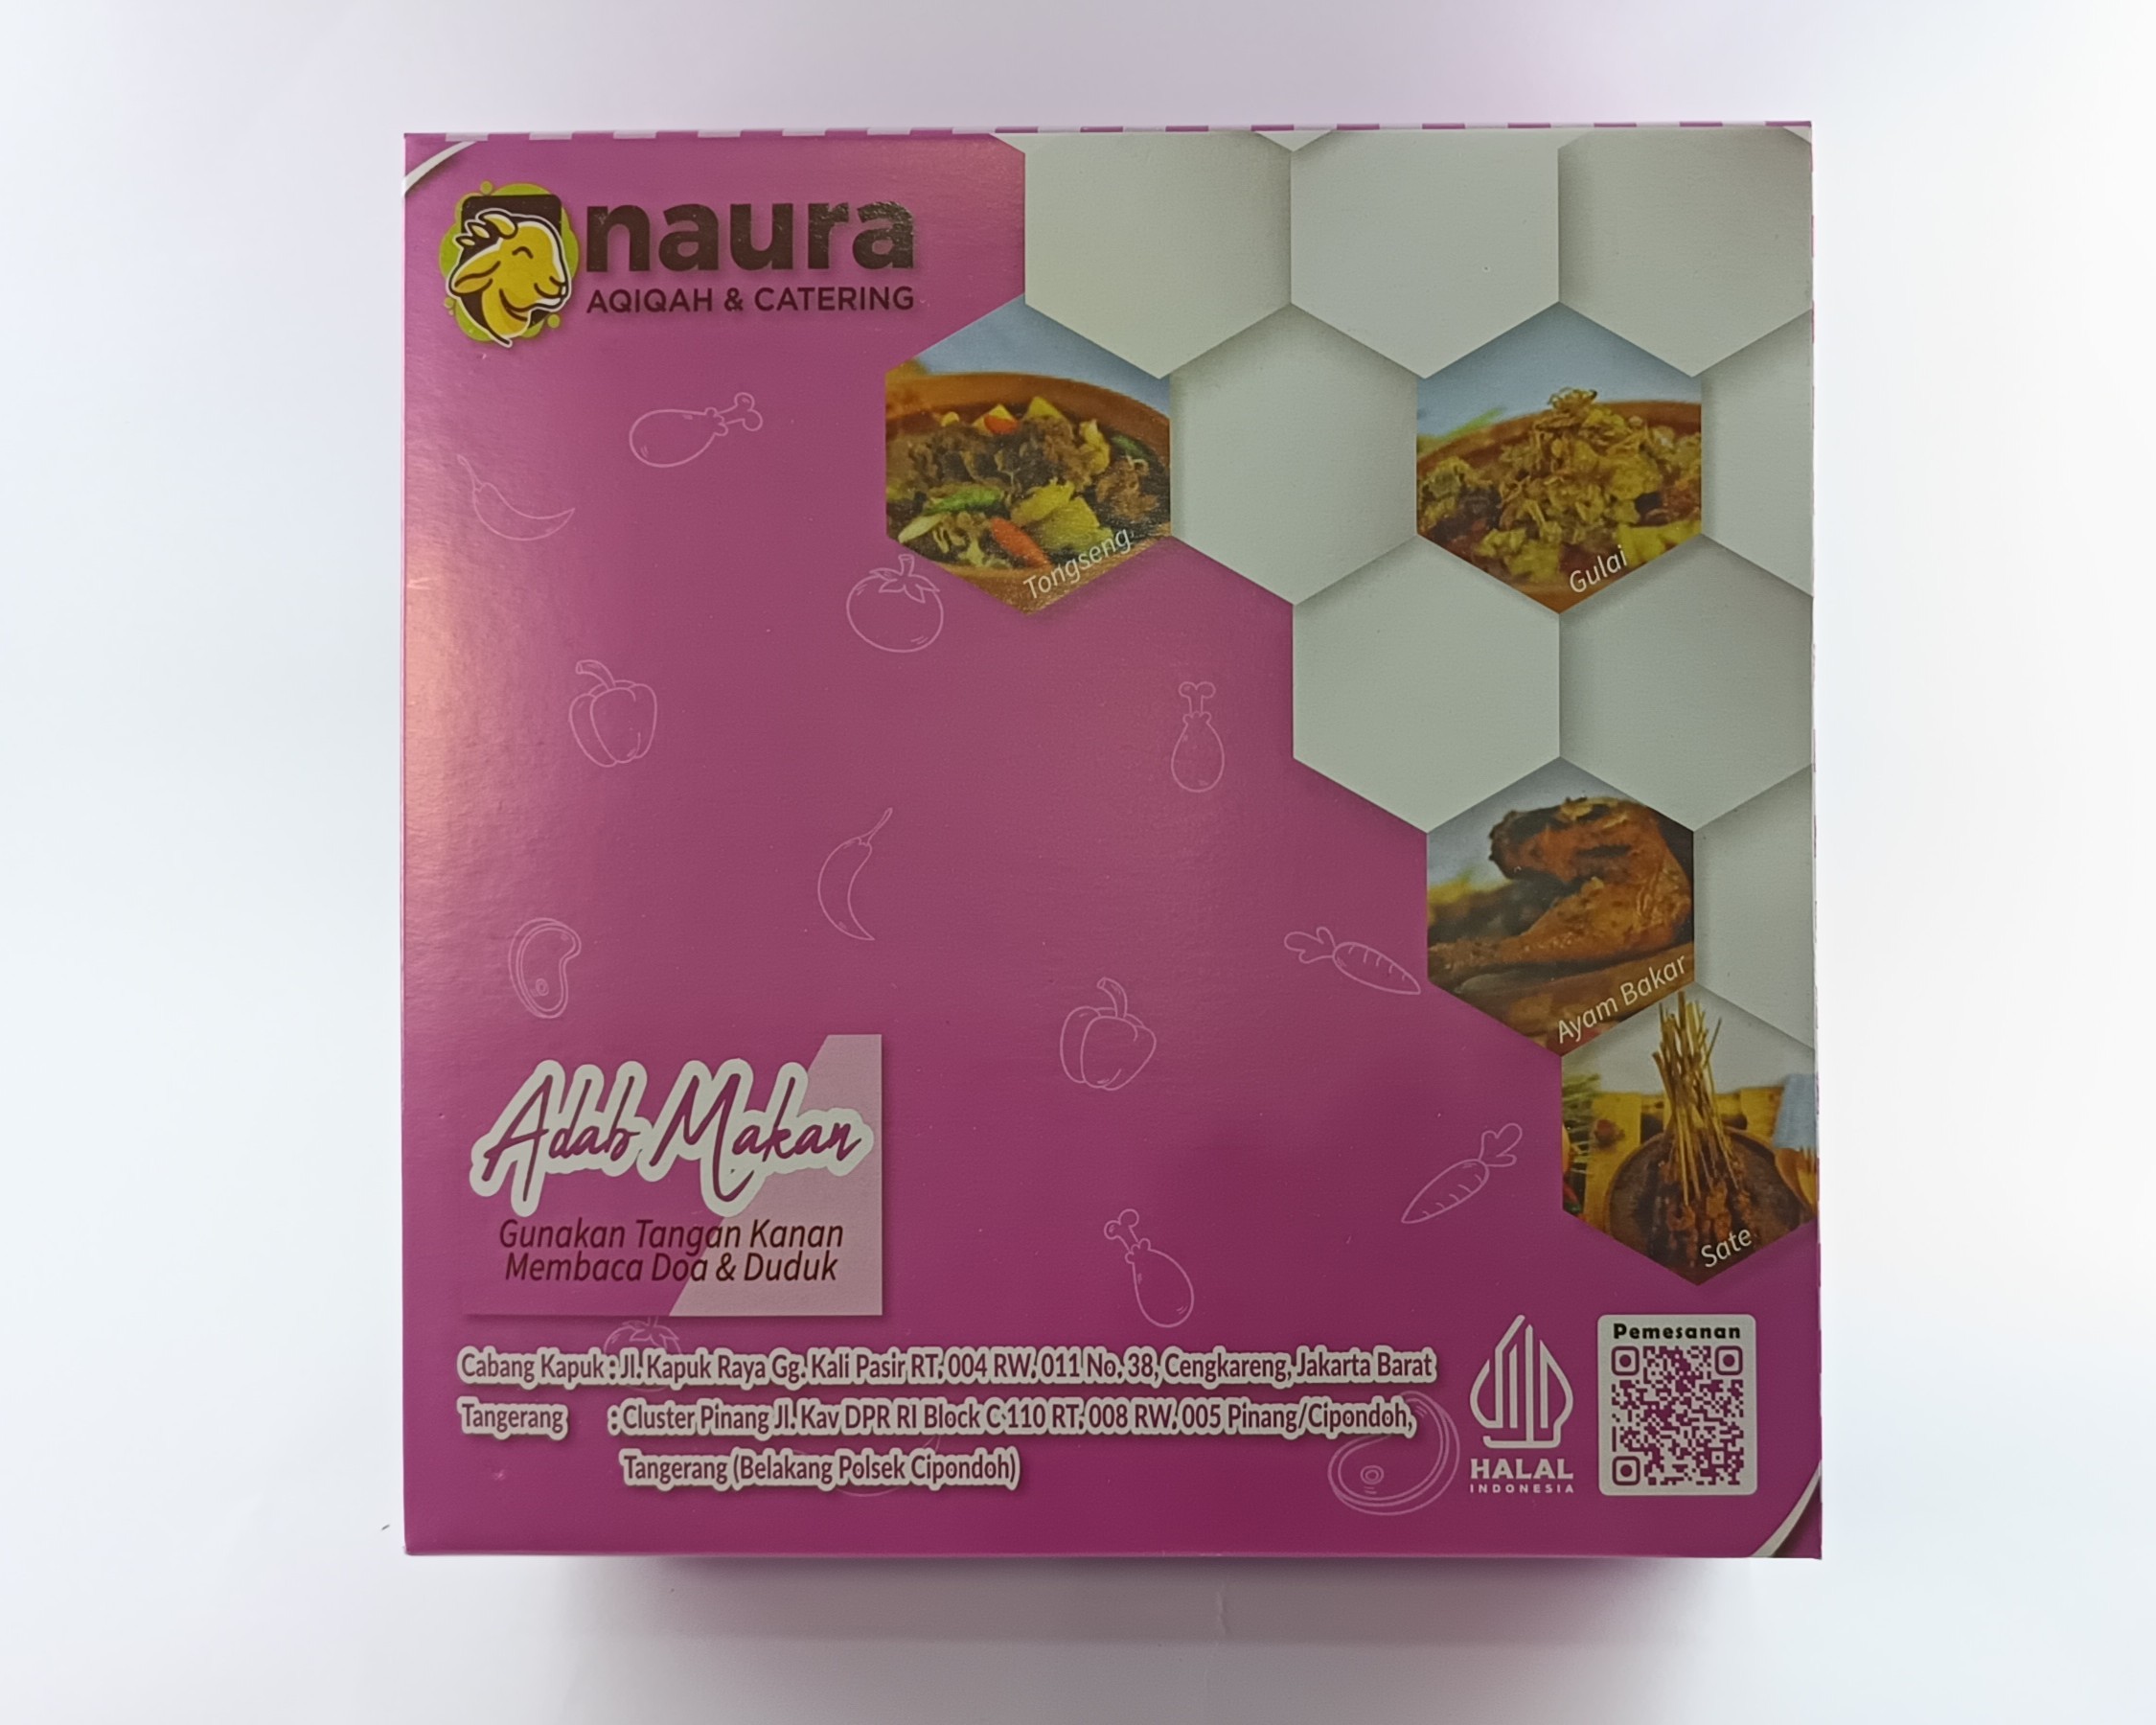 naura
AQIQAH & CATERING
Tongseng
Gulai
Ayam Bakar
Sate
Adab Makan
Gunakan Tangan Kanan
Membaca Doa & Duduk
Cabang Kapuk : Jl. Kapuk Raya Gg. Kali Pasir RT. 004 RW. 011 No. 38, Cengkareng, Jakarta Barat
Tangerang : Cluster Pinang Jl. Kav DPR RI Block C 110 RT. 008 RW. 005 Pinang/Cipondoh,
Tangerang (Belakang Polsek Cipondoh)
HALAL
INDONESIA
Pemesanan